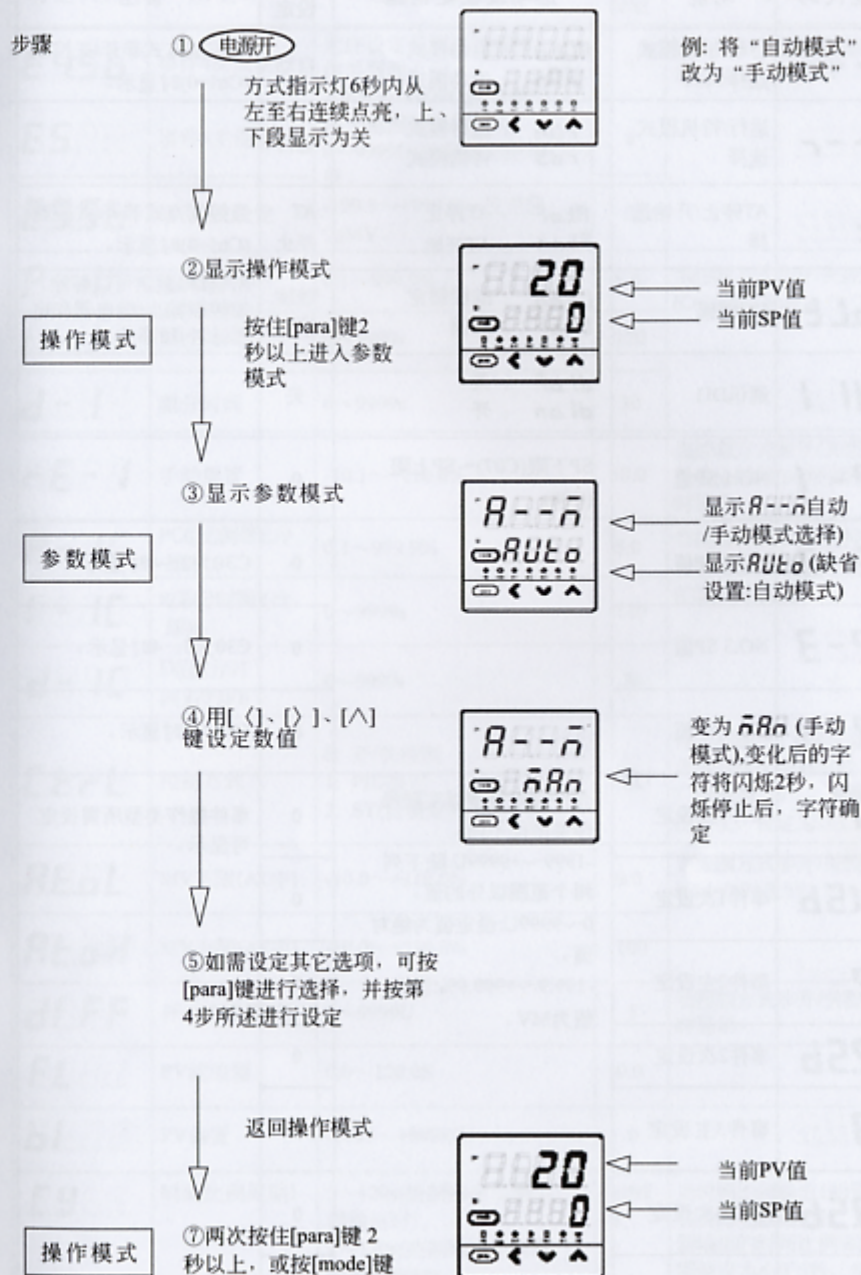 步骤
① 电源开
例: 将“自动模式”
改为“手动模式”
方式指示灯6秒内从
左至右连续点亮，上、
下段显示为关
②显示操作模式
20
0
当前PV值
当前SP值
操作模式
按住[para]键2
秒以上进入参数
模式
③显示参数模式
参数模式
AUto
显示 自动
/手动模式选择)
显示AUto (缺省
设置:自动模式)
④用[〈]、[〉]、[∧]
键设定数值
变为 (手动
模式),变化后的字
符将闪烁2秒，闪
烁停止后，字符确
定
⑤如需设定其它选项，可按
[para]键进行选择，并按第
4步所述进行设定
返回操作模式
20
0
当前PV值
当前SP值
操作模式
⑦两次按住[para]键 2
秒以上，或按[mode]键